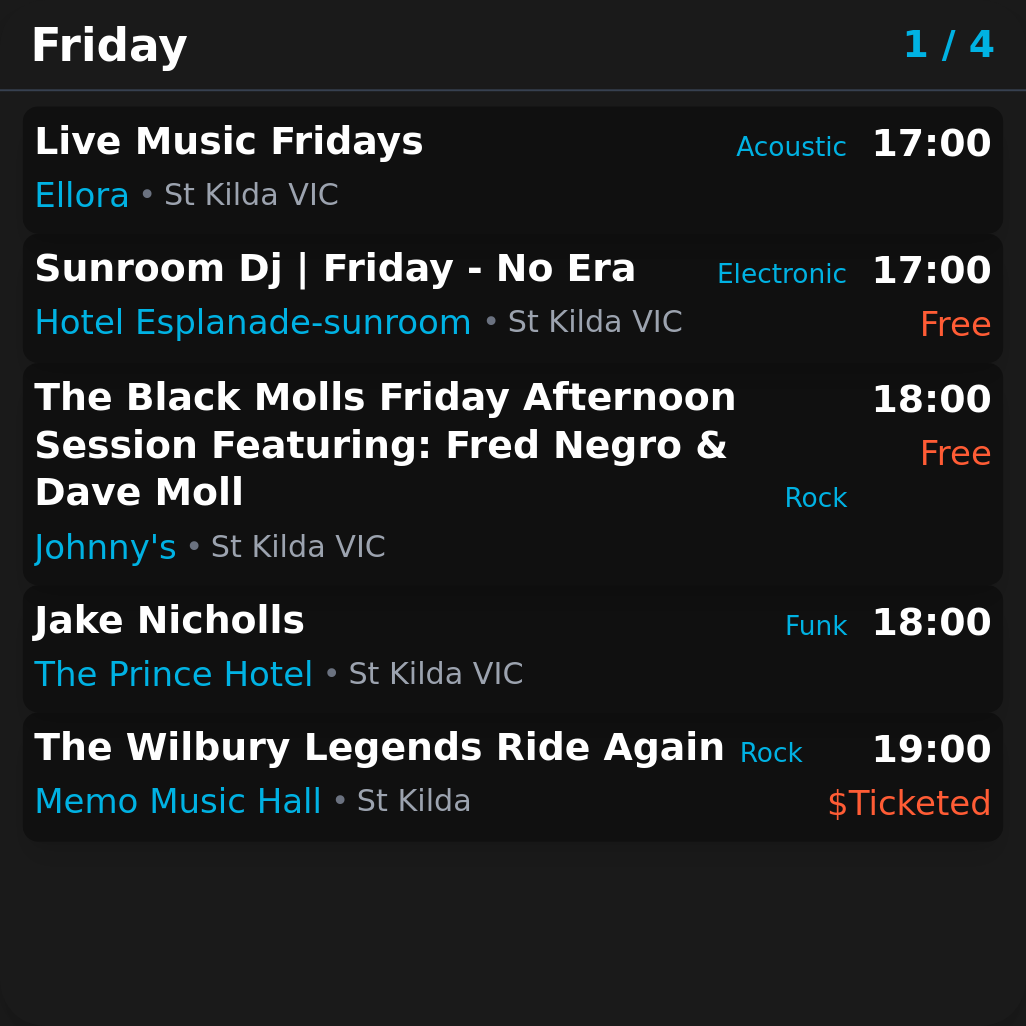 Friday 1 / 4
Live Music Fridays Acoustic 17:00
Ellora • St Kilda VIC
Sunroom Dj | Friday - No Era Electronic 17:00
Hotel Esplanade-sunroom • St Kilda VIC Free
The Black Molls Friday Afternoon 18:00
Session Featuring: Fred Negro & Free
Dave Moll Rock
Johnny's • St Kilda VIC
Jake Nicholls Funk 18:00
The Prince Hotel • St Kilda VIC
The Wilbury Legends Ride Again Rock 19:00
Memo Music Hall • St Kilda $Ticketed